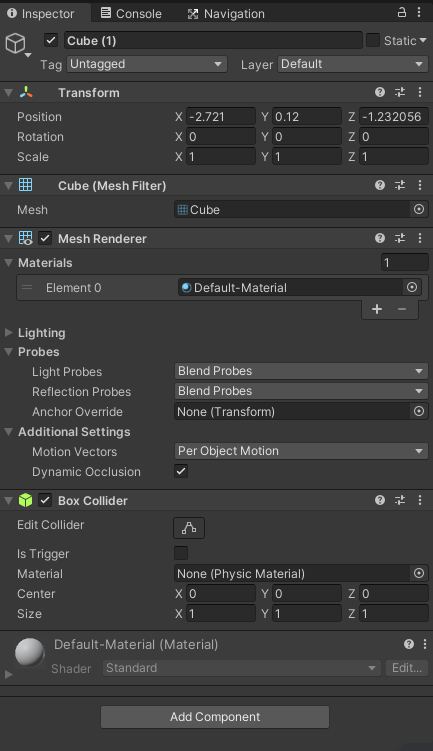 Inspector Console Navigation
Cube (1) Static
Tag Untagged Layer Default
Transform
Position X -2.721 Y 0.12 Z -1.232056
Rotation X 0 Y 0 Z 0
Scale X 1 Y 1 Z 1
Cube (Mesh Filter)
Mesh Cube
Mesh Renderer
Materials 1
Element 0 Default-Material
Lighting
Probes
Light Probes Blend Probes
Reflection Probes Blend Probes
Anchor Override None (Transform)
Additional Settings
Motion Vectors Per Object Motion
Dynamic Occlusion
Box Collider
Edit Collider
Is Trigger
Material None (Physic Material)
Center X 0 Y 0 Z 0
Size X 1 Y 1 Z 1
Default-Material (Material)
Shader Standard Edit...
Add Component